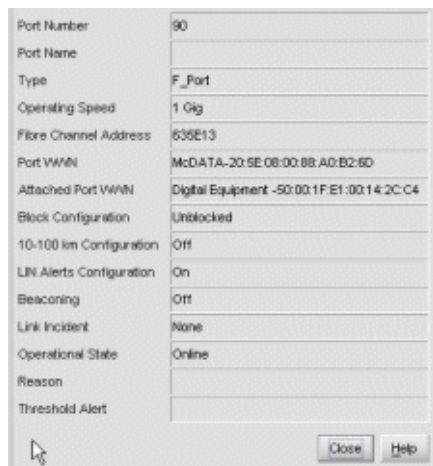 Port Number 90
Port Name
Type F_Port
Operating Speed 1 Gig
Fibre Channel Address 635E13
Port WWN McDATA-20:5E:08:00:88:A0:B2:6D
Attached Port WWN Digital Equipment -50:00:1F:E1:00:14:2C:C4
Block Configuration Unblocked
10-100 km Configuration Off
LIN Alerts Configuration On
Beaconing Off
Link Incident None
Operational State Online
Reason
Threshold Alert
Close Help